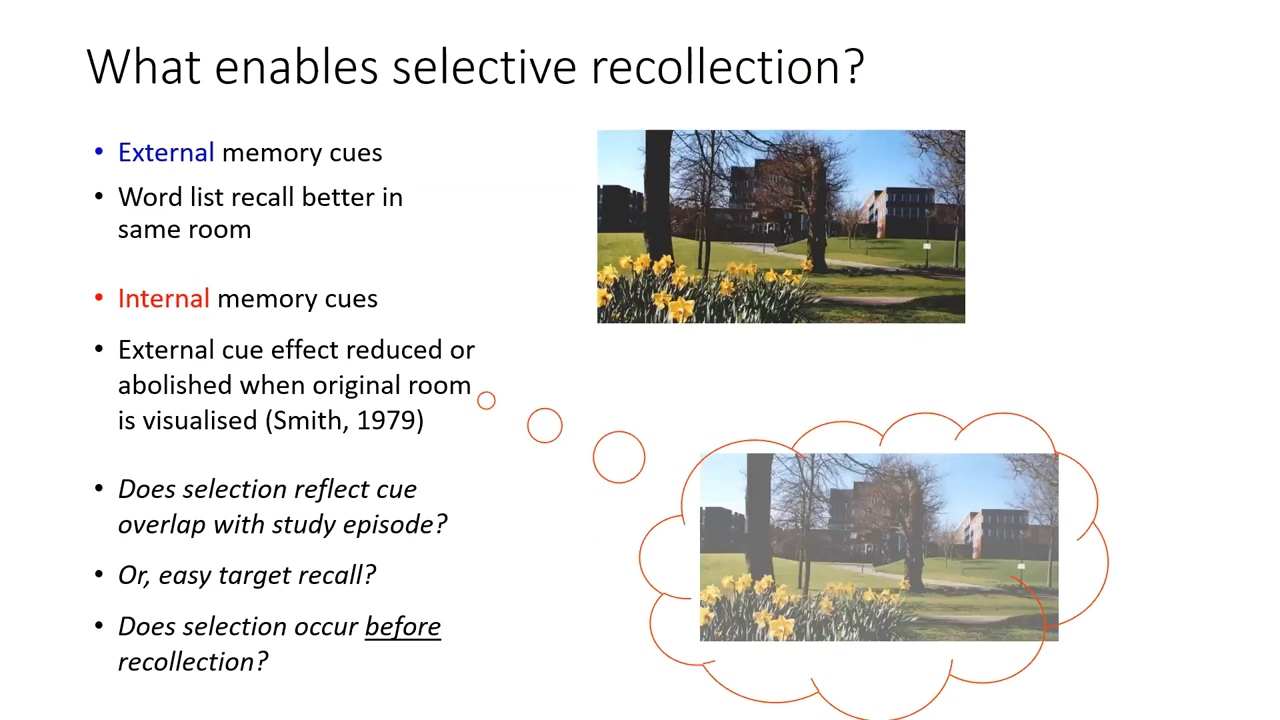 What enables selective recollection?
• External memory cues
• Word list recall better in
same room
• Internal memory cues
• External cue effect reduced or
abolished when original room
is visualised (Smith, 1979)
• Does selection reflect cue
overlap with study episode?
• Or, easy target recall?
• Does selection occur before
recollection?